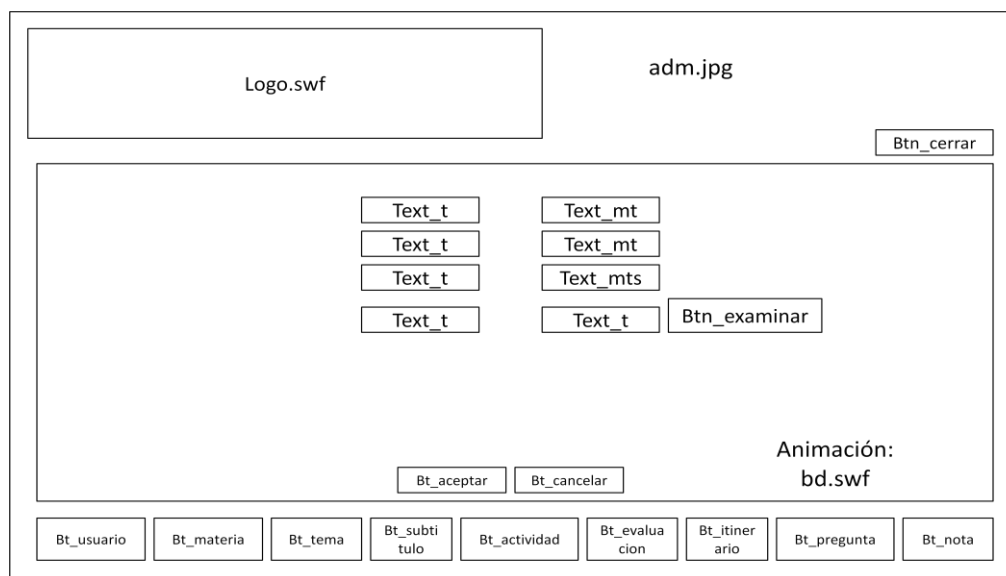 Logo.swf
adm.jpg
Btn_cerrar
Text_t
Text_mt
Text_t
Text_mt
Text_t
Text_mts
Text_t
Text_t
Btn_examinar
Animación:
bd.swf
Bt_aceptar
Bt_cancelar
Bt_usuario
Bt_materia
Bt_tema
Bt_subti
tulo
Bt_actividad
Bt_evalua
cion
Bt_itiner
ario
Bt_pregunta
Bt_nota